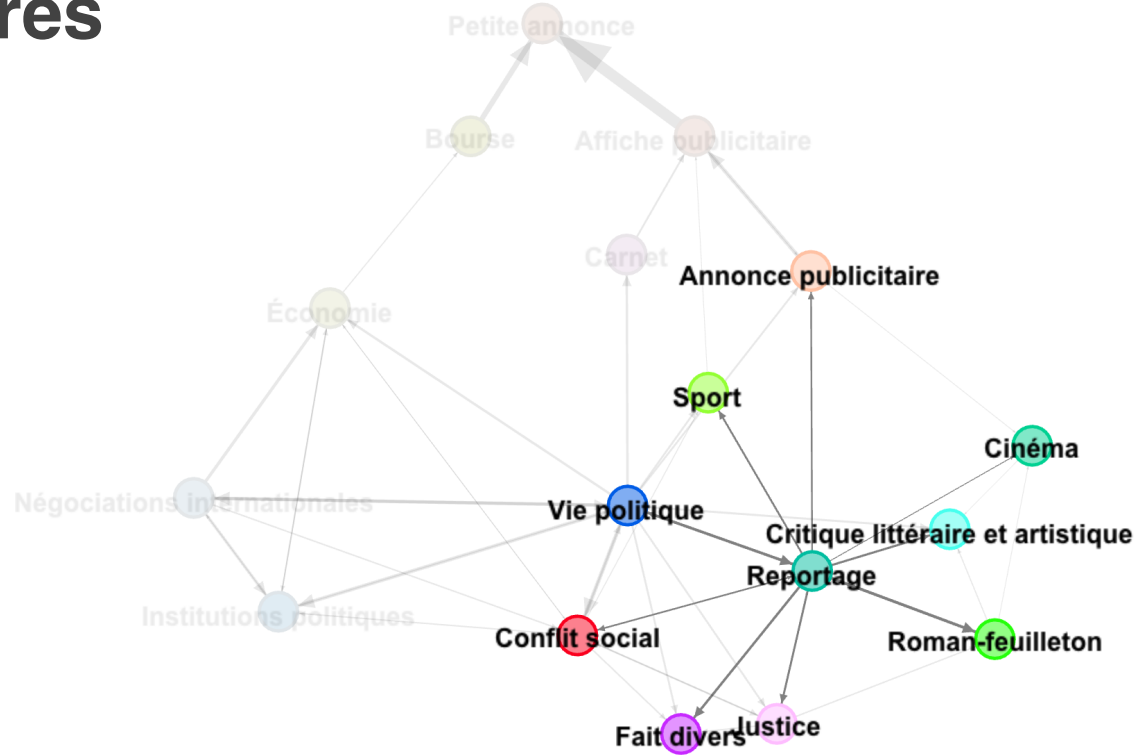 res
Petite annonce
Bourse
Affiche publicitaire
Carnet
Annonce publicitaire
Économie
Sport
Cinéma
Négociations internationales
Vie politique
Critique littéraire et artistique
Reportage
Institutions politiques
Conflit social
Roman-feuilleton
Fait divers
Justice